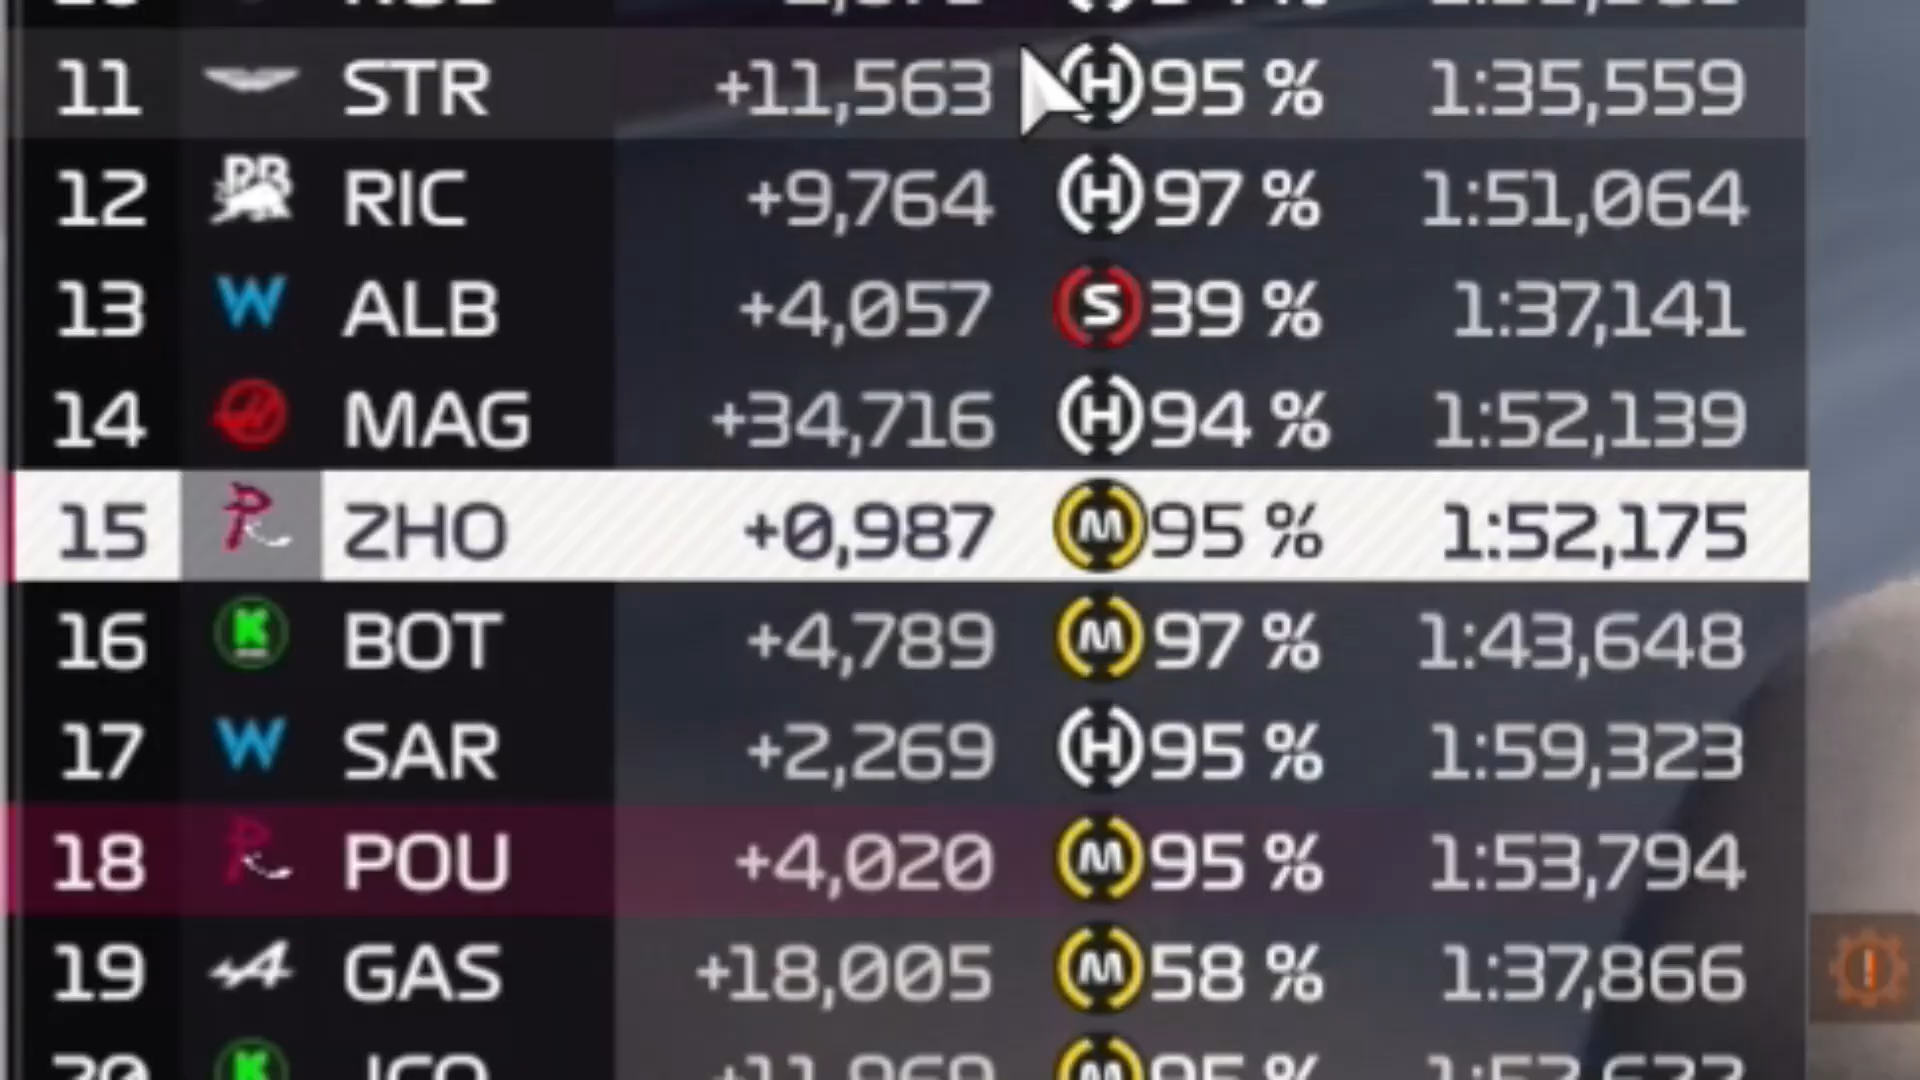 11 STR +11,563 H 95 % 1:35,559
12 RB RIC +9,764 H 97 % 1:51,064
13 W ALB +4,057 S 39 % 1:37,141
14 MAG +34,716 H 94 % 1:52,139
15 ZHO +0,987 M 95 % 1:52,175
16 K BOT +4,789 M 97 % 1:43,648
17 W SAR +2,269 H 95 % 1:59,323
18 POU +4,020 M 95 % 1:53,794
19 GAS +18,005 M 58 % 1:37,866
20 K M 95 %